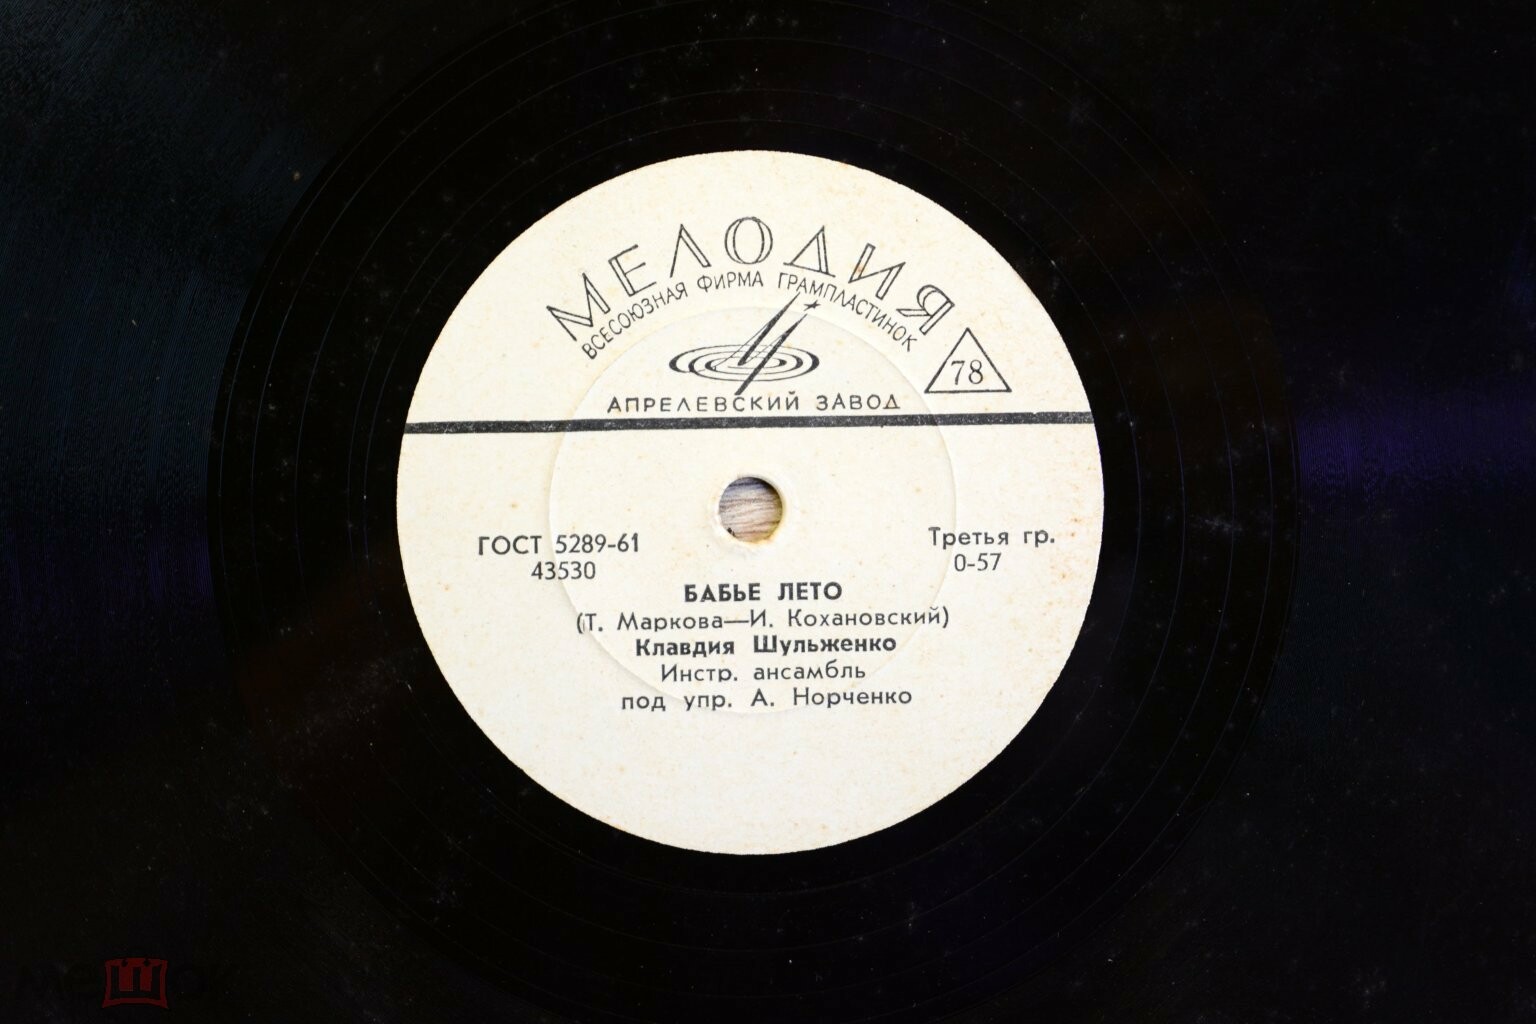 МЕЛОДИЯ
ВСЕСОЮЗНАЯ ФИРМА ГРАМПЛАСТИНОК
78
АПРЕЛЕВСКИЙ ЗАВОД
ГОСТ 5289-61
43530
Третья гр.
0-57
БАБЬЕ ЛЕТО
(Т. Маркова—И. Кохановский)
Клавдия Шульженко
Инстр. ансамбль
под упр. А. Норченко